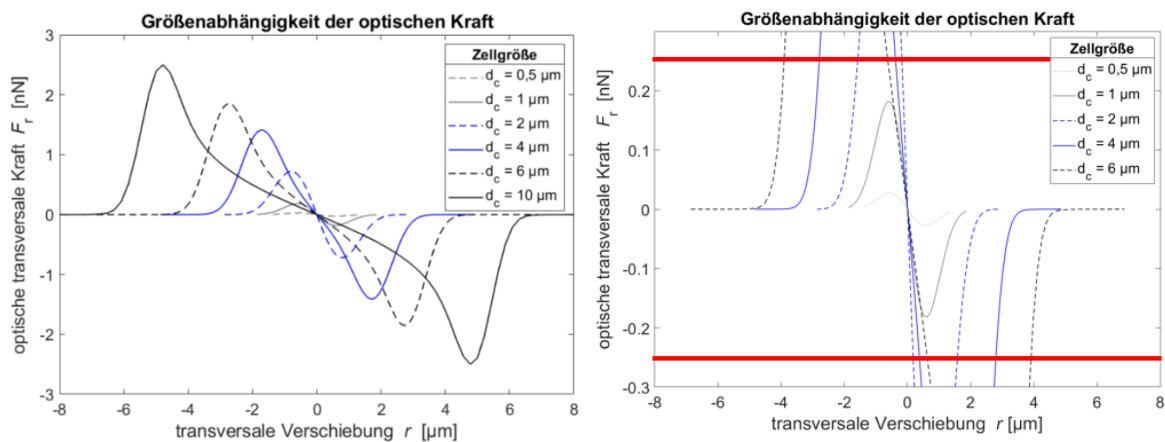 Größenabhängigkeit der optischen Kraft
optische transversale Kraft F_r [nN]
3
2
1
0
-1
-2
-3
-8
-6
-4
-2
0
2
4
6
8
transversale Verschiebung r [µm]
Zellgröße
d_c = 0,5 µm
d_c = 1 µm
d_c = 2 µm
d_c = 4 µm
d_c = 6 µm
d_c = 10 µm
Größenabhängigkeit der optischen Kraft
optische transversale Kraft F_r [nN]
0.2
0.1
0
-0.1
-0.2
-0.3
-8
-6
-4
-2
0
2
4
6
8
transversale Verschiebung r [µm]
Zellgröße
d_c = 0,5 µm
d_c = 1 µm
d_c = 2 µm
d_c = 4 µm
d_c = 6 µm